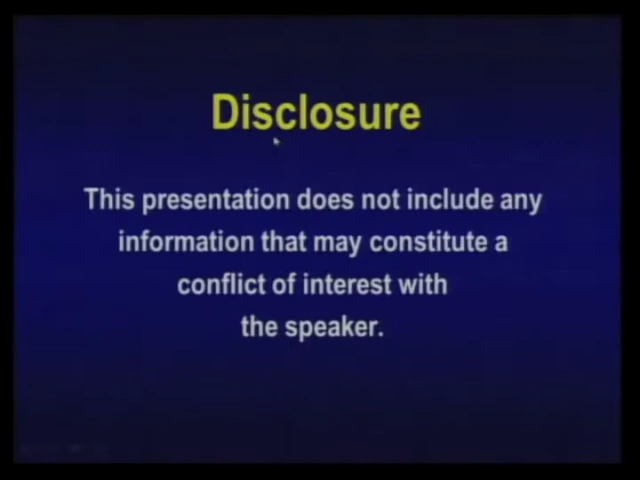 Disclosure
This presentation does not include any
information that may constitute a
conflict of interest with
the speaker.